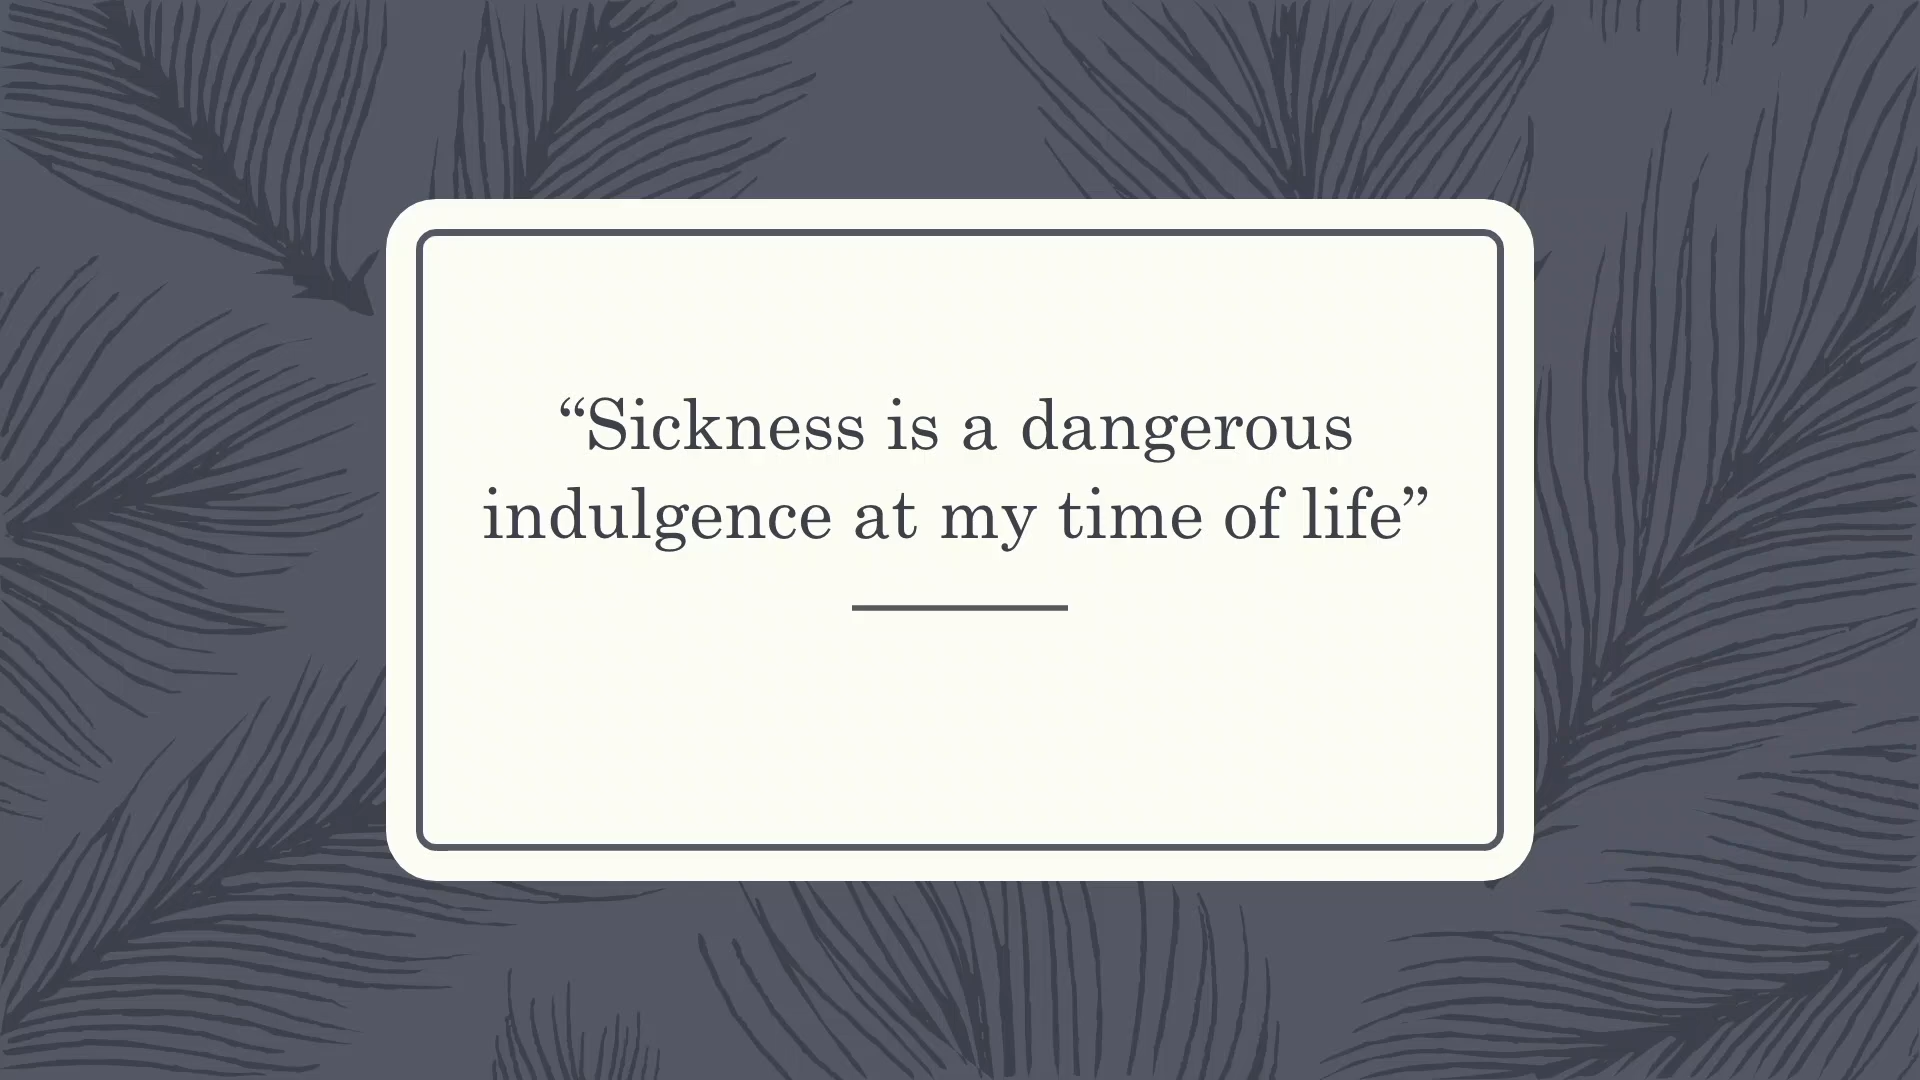 “Sickness is a dangerous
indulgence at my time of life”